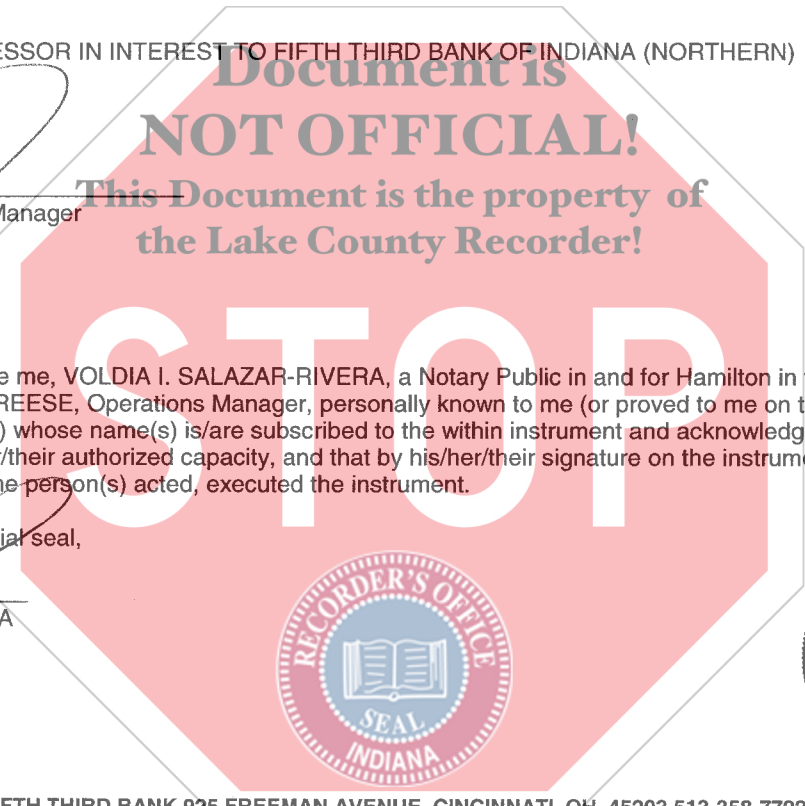 ESSOR IN INTEREST TO FIFTH THIRD BANK OF INDIANA (NORTHERN)
Document is
NOT OFFICIAL!
This Document is the property of
Manager
the Lake County Recorder!
STOP
e me, VOLDIA I. SALAZAR-RIVERA, a Notary Public in and for Hamilton in
REESE, Operations Manager, personally known to me (or proved to me on t
) whose name(s) is/are subscribed to the within instrument and acknowledg
r/their authorized capacity, and that by his/her/their signature on the instrume
ne person(s) acted, executed the instrument.
ial seal,
A
RECORDER'S OFFICE
SEAL
INDIANA
FTH THIRD BANK 925 FREEMAN AVENUE, CINCINNATI, OH 45203 513-358-